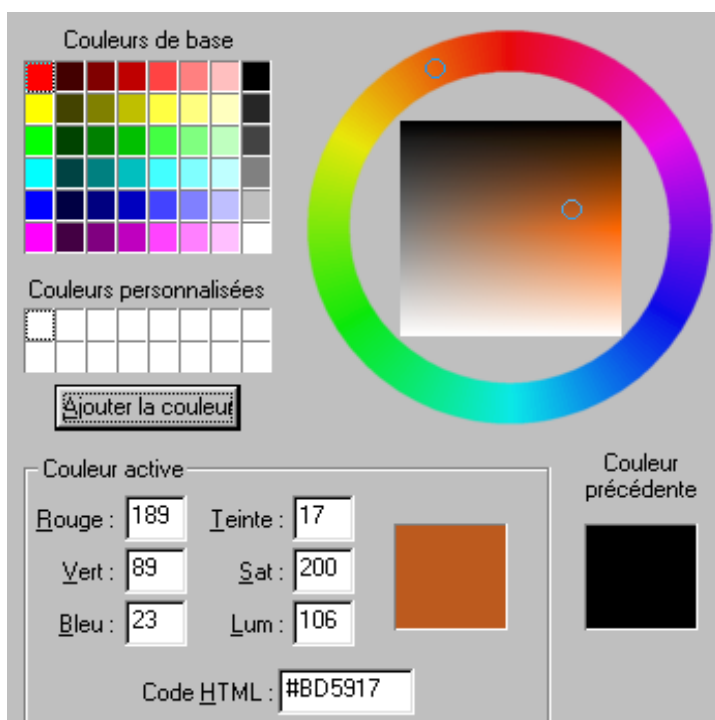 Couleurs de base
Couleurs personnalisées
Ajouter la couleur
Couleur active
Rouge : 189 Teinte : 17
Vert : 89 Sat : 200
Bleu : 23 Lum : 106
Code HTML : #BD5917
Couleur
précédente